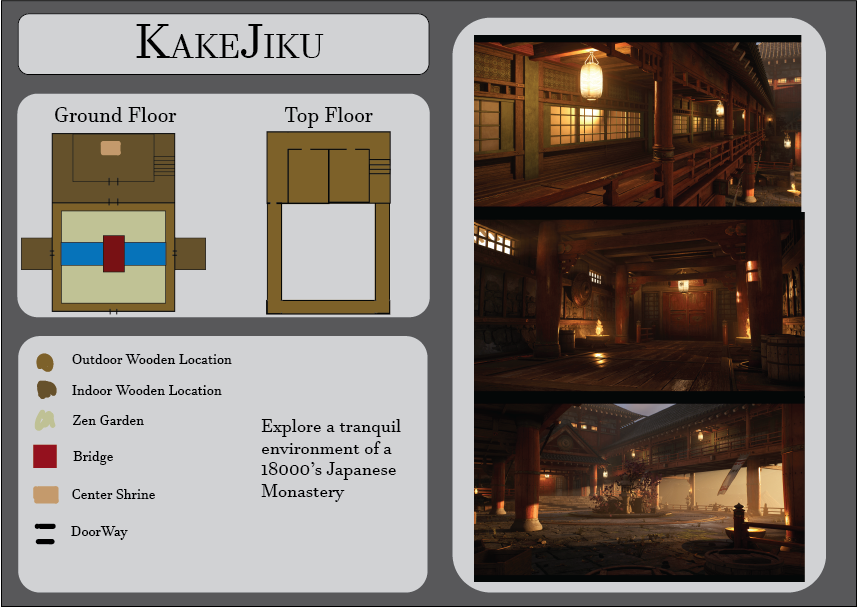 KAKEJIKU
Ground Floor
Top Floor
Outdoor Wooden Location
Indoor Wooden Location
Zen Garden
Bridge
Center Shrine
DoorWay
Explore a tranquil
environment of a
18000's Japanese
Monastery